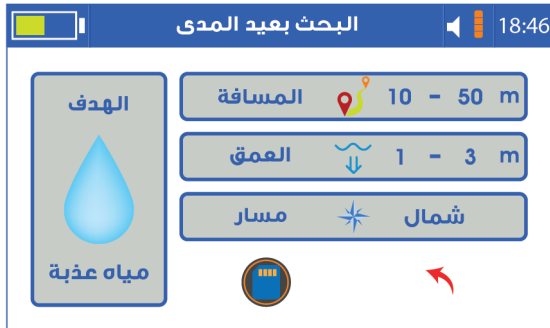 البحث بعيد المدى
18:46
الهدف
مياه عذبة
المسافة
10 - 50 m
العمق
1 - 3 m
مسار
شمال